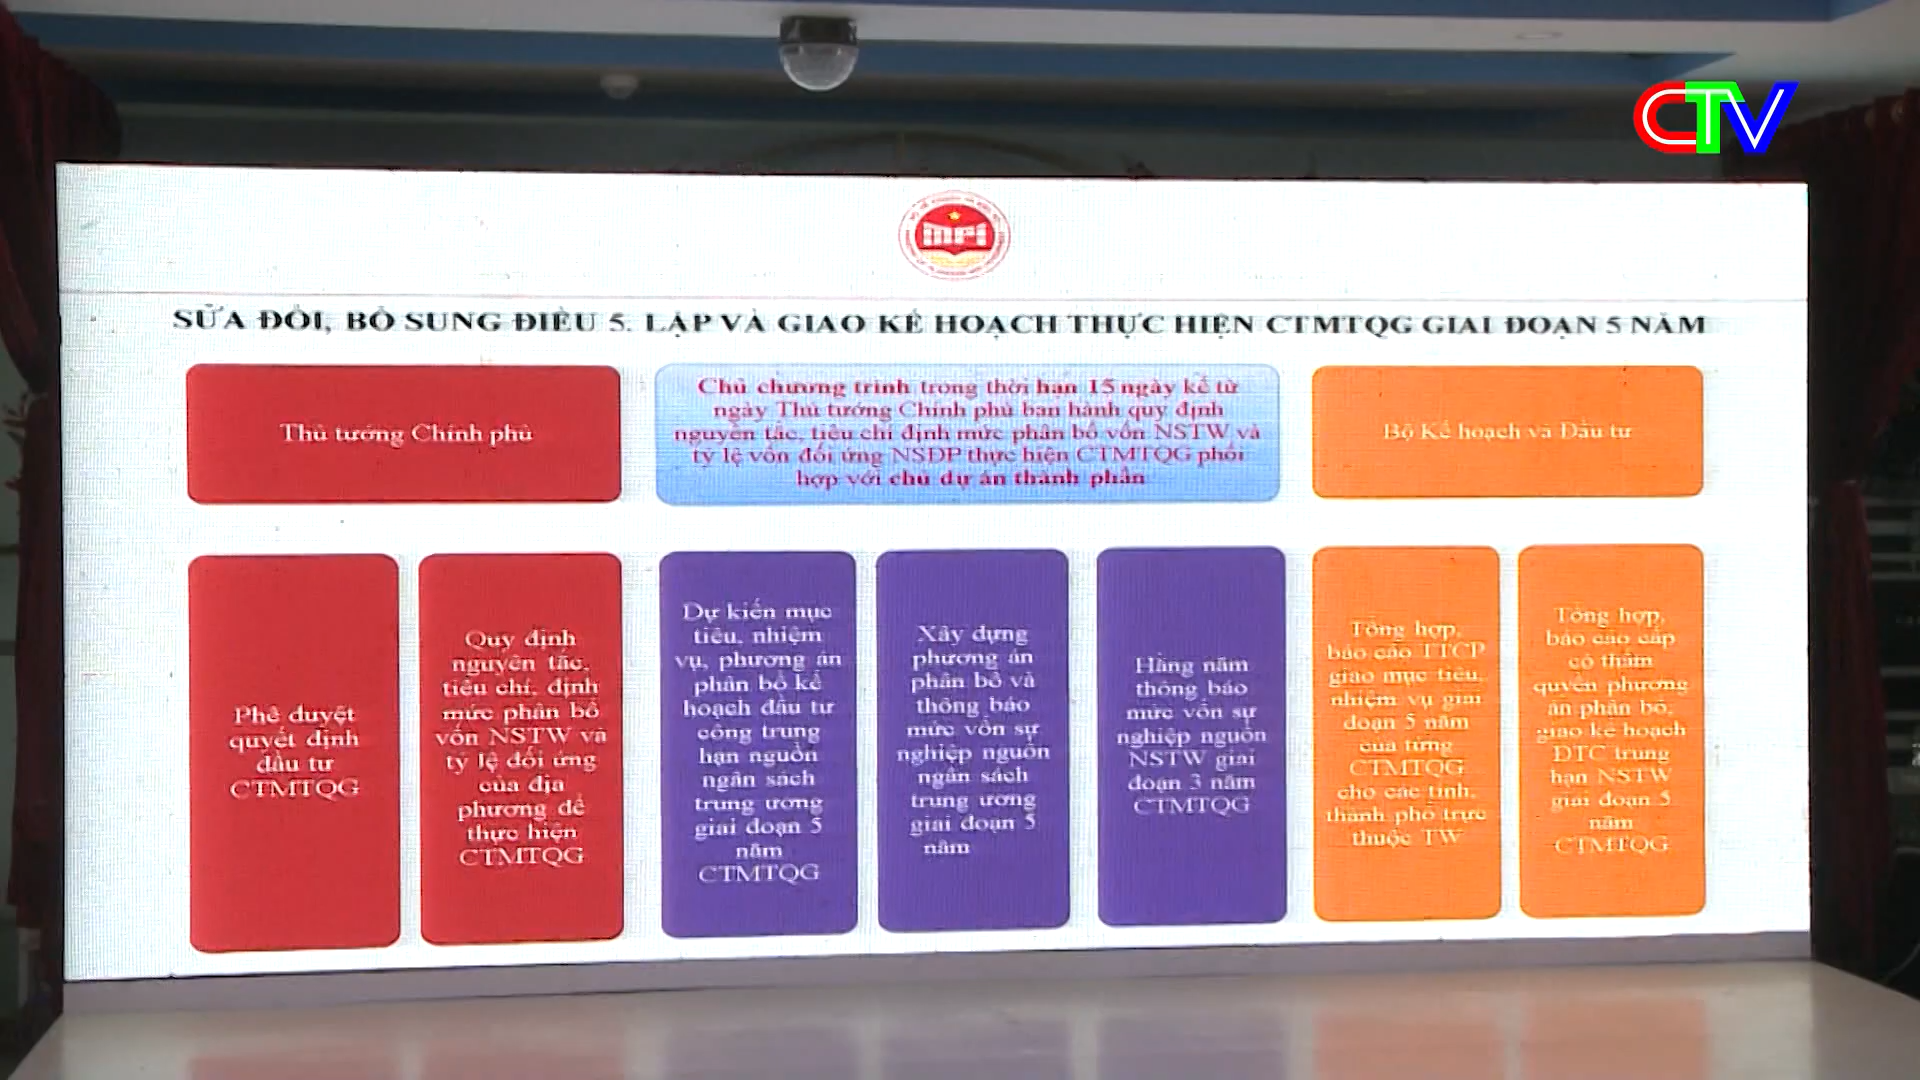 CTV
MPI
SỬA ĐỔI, BỔ SUNG ĐIỀU 5. LẬP VÀ GIAO KẾ HOẠCH THỰC HIỆN CTMTQG GIAI ĐOẠN 5 NĂM
Thủ tướng Chính phủ
Chủ chương trình trong thời hạn 15 ngày kể từ
ngày Thủ tướng Chính phủ ban hành quy định
nguyên tắc, tiêu chí định mức phân bổ vốn NSTW và
tỷ lệ vốn đối ứng NSĐP thực hiện CTMTQG phối
hợp với chủ dự án thành phần
Bộ Kế hoạch và Đầu tư
Phê duyệt
quyết định
đầu tư
CTMTQG
Quy định
nguyên tắc,
tiêu chí, định
mức phân bổ
vốn NSTW và
tỷ lệ đối ứng
của địa
phương để
thực hiện
CTMTQG
Dự kiến mục
tiêu, nhiệm
vụ, phương án
phân bổ kế
hoạch đầu tư
công trung
hạn nguồn
ngân sách
trung ương
giai đoạn 5
năm
CTMTQG
Xây dựng
phương án
phân bổ và
thông báo
mức vốn sự
nghiệp nguồn
ngân sách
trung ương
giai đoạn 5
năm
Hàng năm
thông báo
mức vốn sự
nghiệp nguồn
NSTW giai
đoạn 3 năm
CTMTQG
Tổng hợp,
báo cáo TTCP
giao mục tiêu,
nhiệm vụ giai
đoạn 5 năm
của từng
CTMTQG
cho các tỉnh,
thành phố trực
thuộc TW
Tổng hợp,
báo cáo cấp
có thẩm
quyền phương
án phân bổ,
giao kế hoạch
ĐTC trung
hạn NSTW
giai đoạn 5
năm
CTMTQG